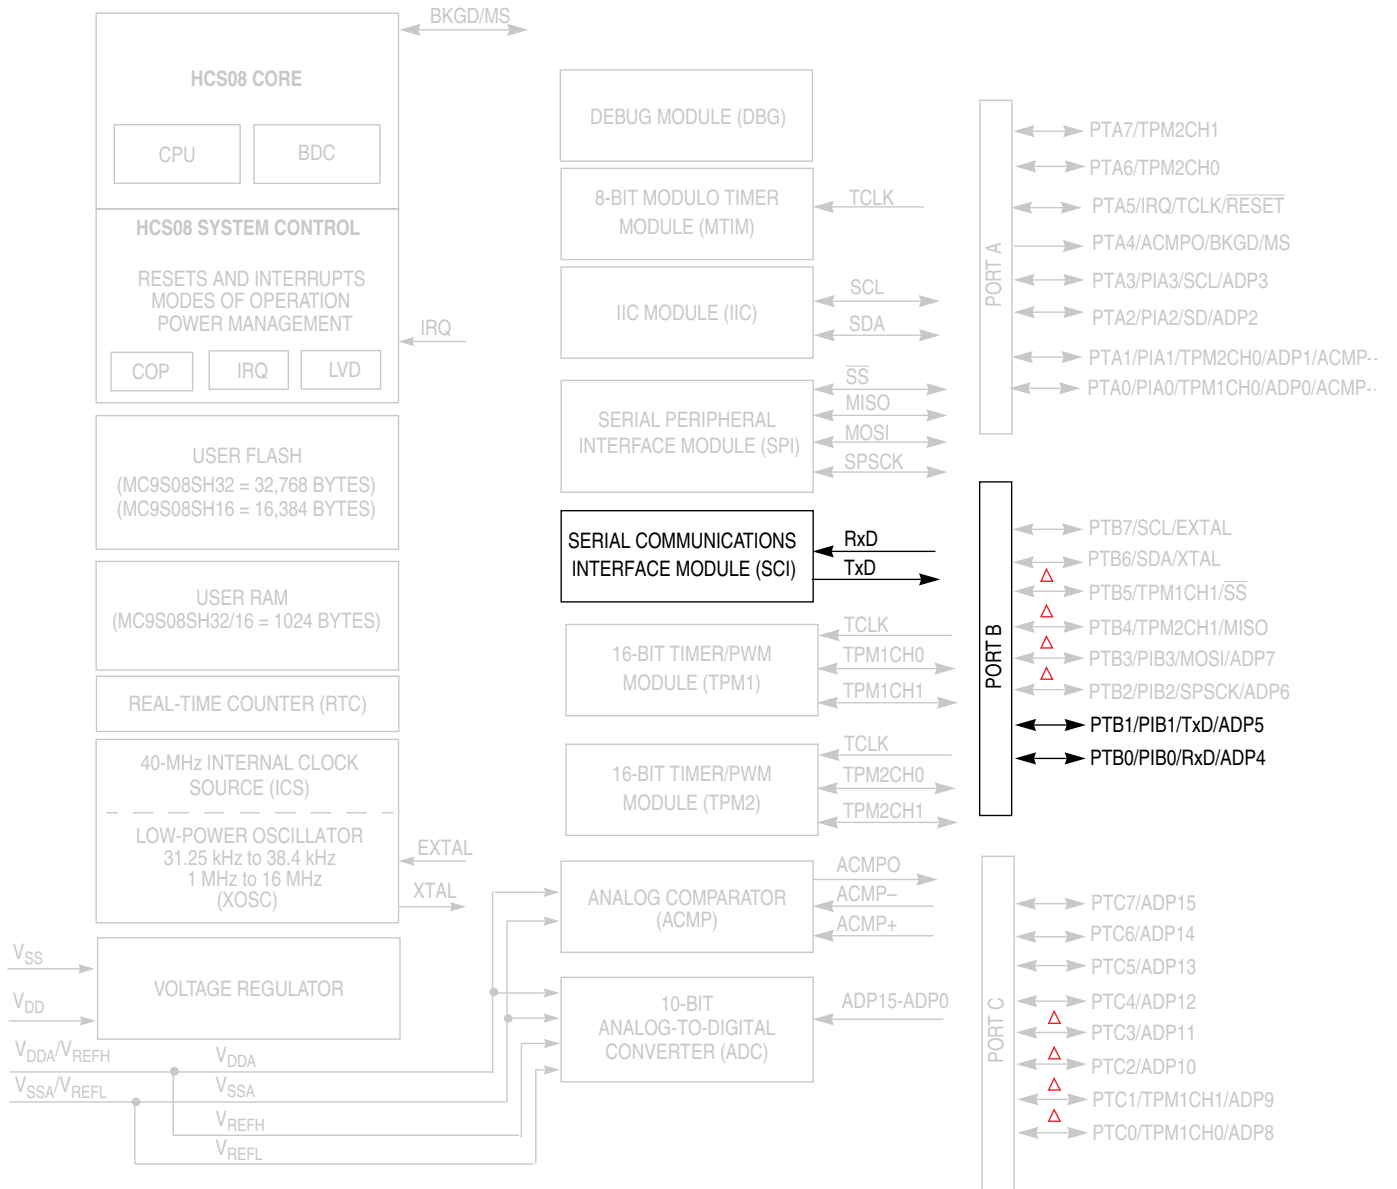 BKGD/MS
HCS08 CORE
CPU
BDC
HCS08 SYSTEM CONTROL
RESETS AND INTERRUPTS
MODES OF OPERATION
POWER MANAGEMENT
IRQ
COP
IRQ
LVD
USER FLASH
(MC9S08SH32 = 32,768 BYTES)
(MC9S08SH16 = 16,384 BYTES)
USER RAM
(MC9S08SH32/16 = 1024 BYTES)
REAL-TIME COUNTER (RTC)
40-MHz INTERNAL CLOCK
SOURCE (ICS)
LOW-POWER OSCILLATOR
31.25 kHz to 38.4 kHz
1 MHz to 16 MHz
(XOSC)
EXTAL
XTAL
VSS
VDD
VOLTAGE REGULATOR
VDDA/VREFH
VDDA
VSSA/VREFL
VSSA
VREFH
VREFL
DEBUG MODULE (DBG)
8-BIT MODULO TIMER
MODULE (MTIM)
TCLK
IIC MODULE (IIC)
SCL
SDA
SERIAL PERIPHERAL
INTERFACE MODULE (SPI)
SS
MISO
MOSI
SPSCK
SERIAL COMMUNICATIONS
INTERFACE MODULE (SCI)
RxD
TxD
16-BIT TIMER/PWM
MODULE (TPM1)
TCLK
TPM1CH0
TPM1CH1
16-BIT TIMER/PWM
MODULE (TPM2)
TCLK
TPM2CH0
TPM2CH1
ANALOG COMPARATOR
(ACMP)
ACMPO
ACMP–
ACMP+
10-BIT
ANALOG-TO-DIGITAL
CONVERTER (ADC)
ADP15-ADP0
PORT A
PTA7/TPM2CH1
PTA6/TPM2CH0
PTA5/IRQ/TCLK/RESET
PTA4/ACMPO/BKGD/MS
PTA3/PIA3/SCL/ADP3
PTA2/PIA2/SD/ADP2
PTA1/PIA1/TPM2CH0/ADP1/ACMP-
PTA0/PIA0/TPM1CH0/ADP0/ACMP-
PORT B
PTB7/SCL/EXTAL
PTB6/SDA/XTAL
PTB5/TPM1CH1/SS
PTB4/TPM2CH1/MISO
PTB3/PIB3/MOSI/ADP7
PTB2/PIB2/SPSCK/ADP6
PTB1/PIB1/TxD/ADP5
PTB0/PIB0/RxD/ADP4
PORT C
PTC7/ADP15
PTC6/ADP14
PTC5/ADP13
PTC4/ADP12
PTC3/ADP11
PTC2/ADP10
PTC1/TPM1CH1/ADP9
PTC0/TPM1CH0/ADP8